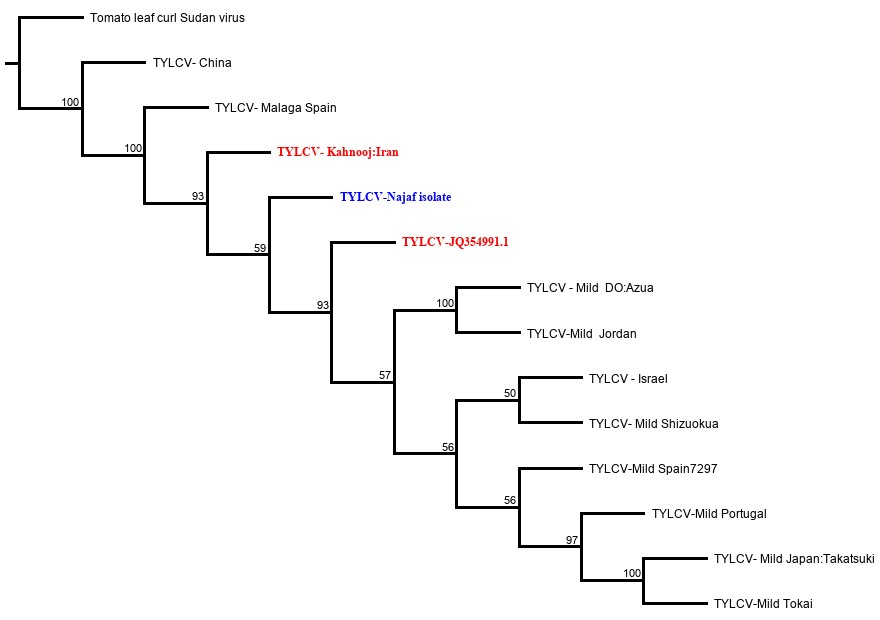 Tomato leaf curl Sudan virus
TYLCV- China
100
TYLCV- Malaga Spain
100
TYLCV- Kahnooj:Iran
93
TYLCV-Najaf isolate
59
TYLCV-JQ354991.1
93
TYLCV - Mild  DO:Azua
100
TYLCV-Mild  Jordan
57
TYLCV - Israel
50
TYLCV- Mild Shizuokua
56
TYLCV-Mild Spain7297
56
TYLCV-Mild Portugal
97
TYLCV- Mild Japan:Takatsuki
100
TYLCV-Mild Tokai